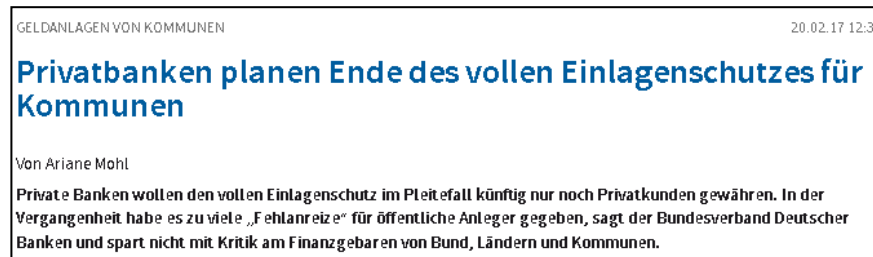 GELDANLAGEN VON KOMMUNEN
20.02.17 12:3
Privatbanken planen Ende des vollen Einlagenschutzes für
Kommunen
Von Ariane Mohl
Private Banken wollen den vollen Einlagenschutz im Pleitefall künftig nur noch Privatkunden gewähren. In der
Vergangenheit habe es zu viele „Fehlanreize“ für öffentliche Anleger gegeben, sagt der Bundesverband Deutscher
Banken und spart nicht mit Kritik am Finanzgebaren von Bund, Ländern und Kommunen.